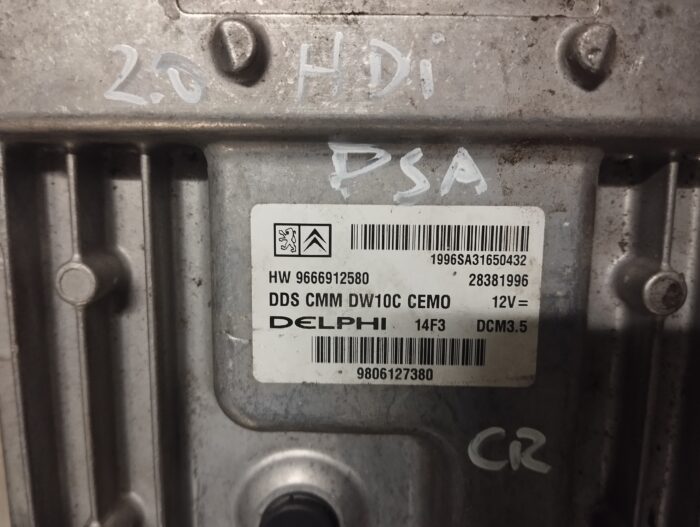 2.0 HDi
PSA
1996SA31650432
HW 9666912580 28381996
DDS CMM DW10C CEMO 12V=
DELPHI 14F3 DCM3.5
9806127380
CR